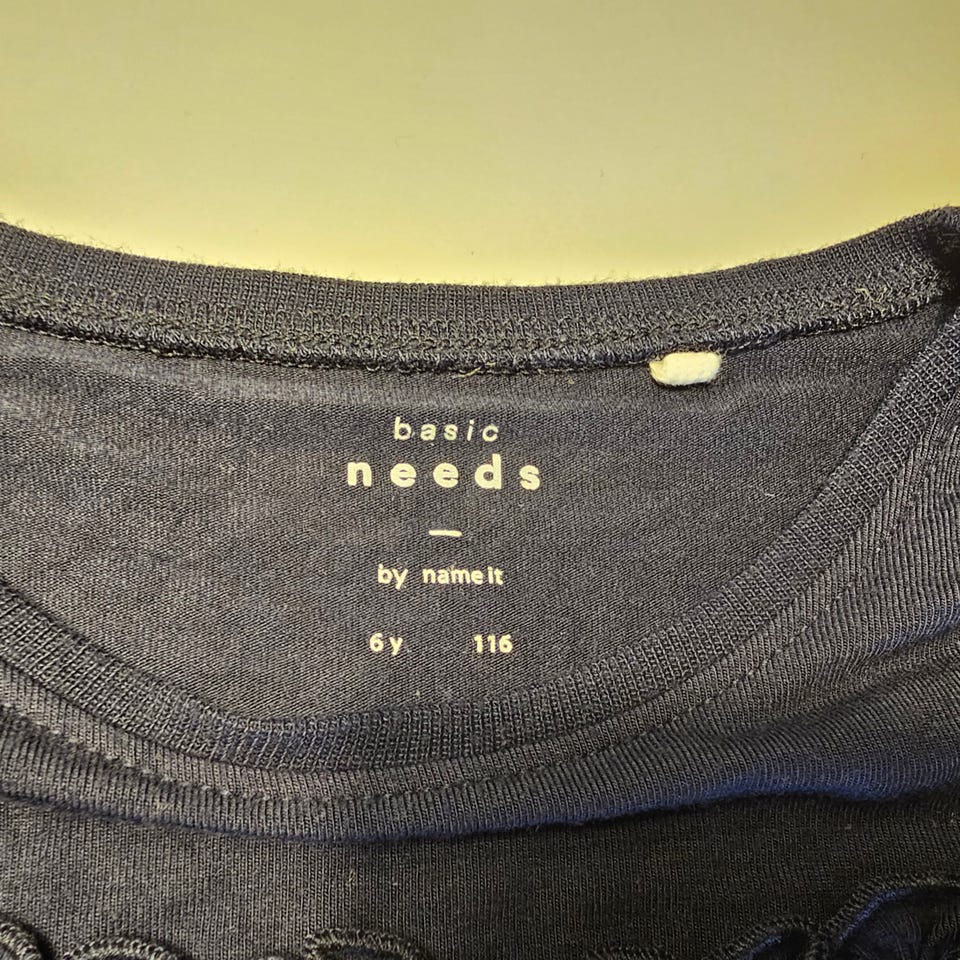 basic
needs
by name it
6y 116